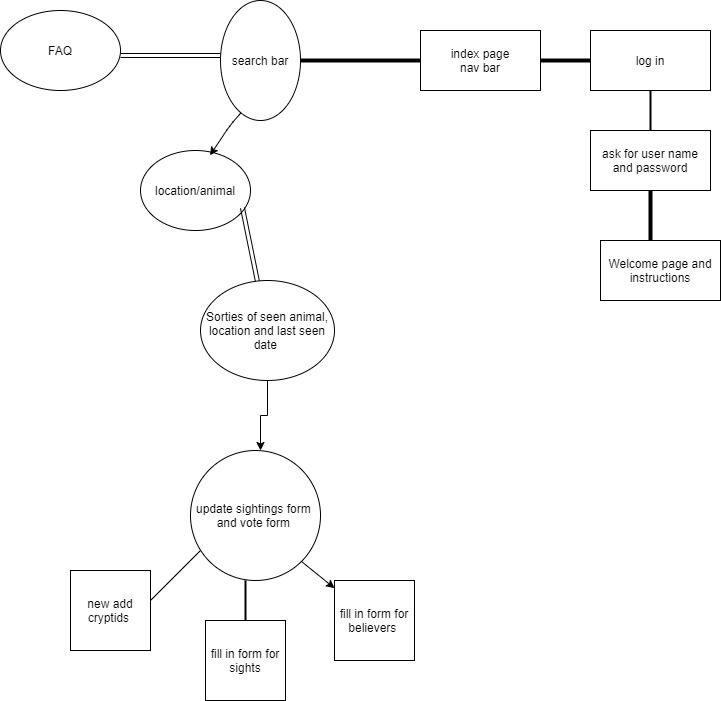 FAQ
search bar
index page
nav bar
log in
ask for user name
and password
Welcome page and
instructions
location/animal
Sorties of seen animal,
location and last seen
date
update sightings form
and vote form
new add
cryptids
fill in form for
sights
fill in form for
believers